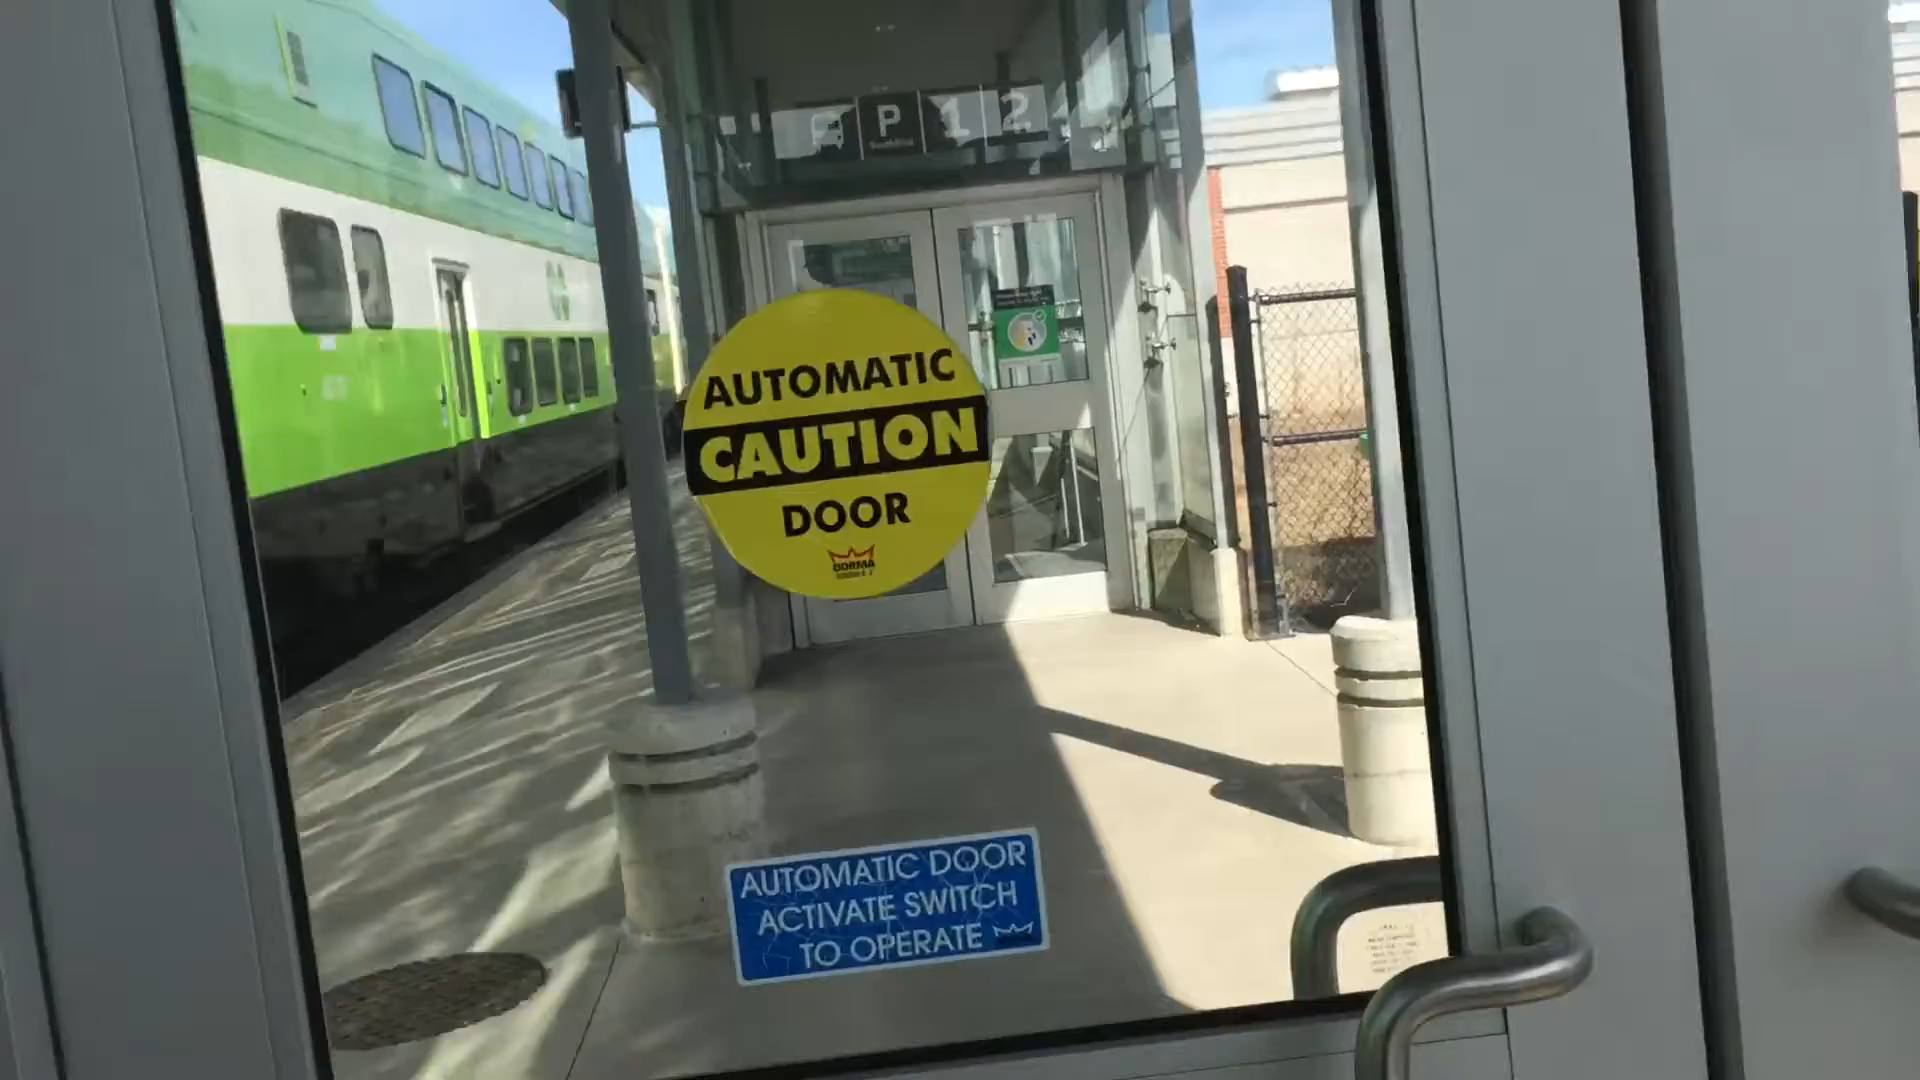 P
1
2
AUTOMATIC
CAUTION
DOOR
DORMA
AUTOMATIC DOOR
ACTIVATE SWITCH
TO OPERATE